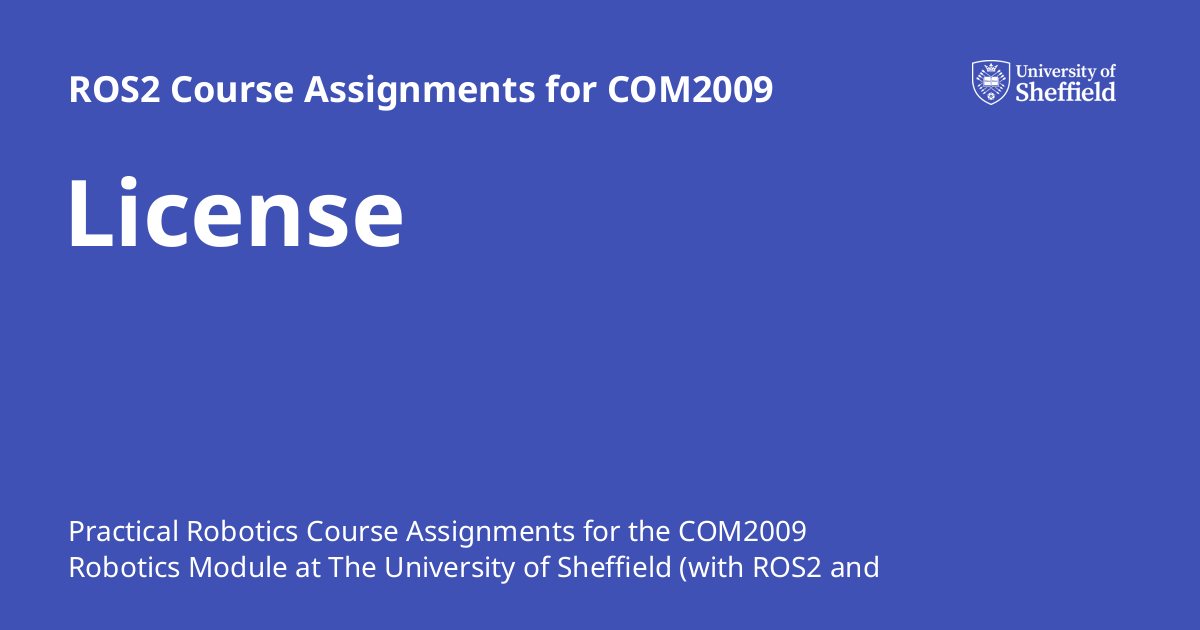 ROS2 Course Assignments for COM2009
University of
Sheffield
License
Practical Robotics Course Assignments for the COM2009
Robotics Module at The University of Sheffield (with ROS2 and